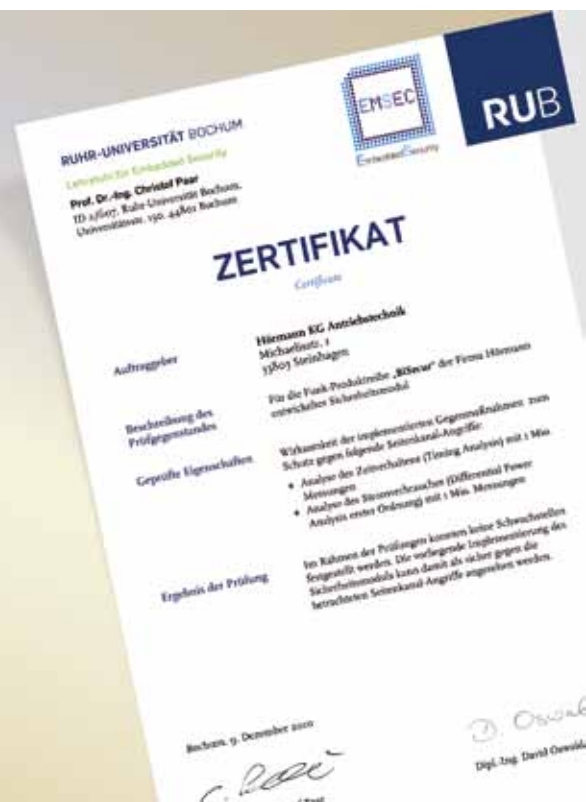 RUHR-UNIVERSITÄT BOCHUM
Lehrstuhl für Embedded Security
Prof. Dr.-Ing. Christof Paar
ID 2/607, Ruhr-Universität Bochum,
Universitätsstr. 150, 44801 Bochum
EMSEC
Embedded Security
RUB
ZERTIFIKAT
Certificate
Auftraggeber
Hörmann KG Antriebstechnik
Michaelisstr. 1
33803 Steinhagen
Beschreibung des
Prüfgegenstandes
Für die Funk-Produktreihe „BiSecur" der Firma Hörmann
entwickeltes Sicherheitsmodul
Geprüfte Eigenschaften
Wirksamkeit der implementierten Gegenmaßnahmen zum
Schutz gegen folgende Seitenkanal-Angriffe:
• Analyse des Zeitverhaltens (Timing Analysis) mit 1 Mio.
Messungen
• Analyse des Stromverbrauches (Differential Power
Analysis erster Ordnung) mit 1 Mio. Messungen
Ergebnis der Prüfung
Im Rahmen der Prüfungen konnten keine Schwachstellen
festgestellt werden. Die vorliegende Implementierung des
Sicherheitsmoduls kann damit als sicher gegen die
betrachteten Seitenkanal-Angriffe angesehen werden.
Bochum, 9. Dezember 2010
D. Oswald
Dipl.-Ing. David Oswald
Paar